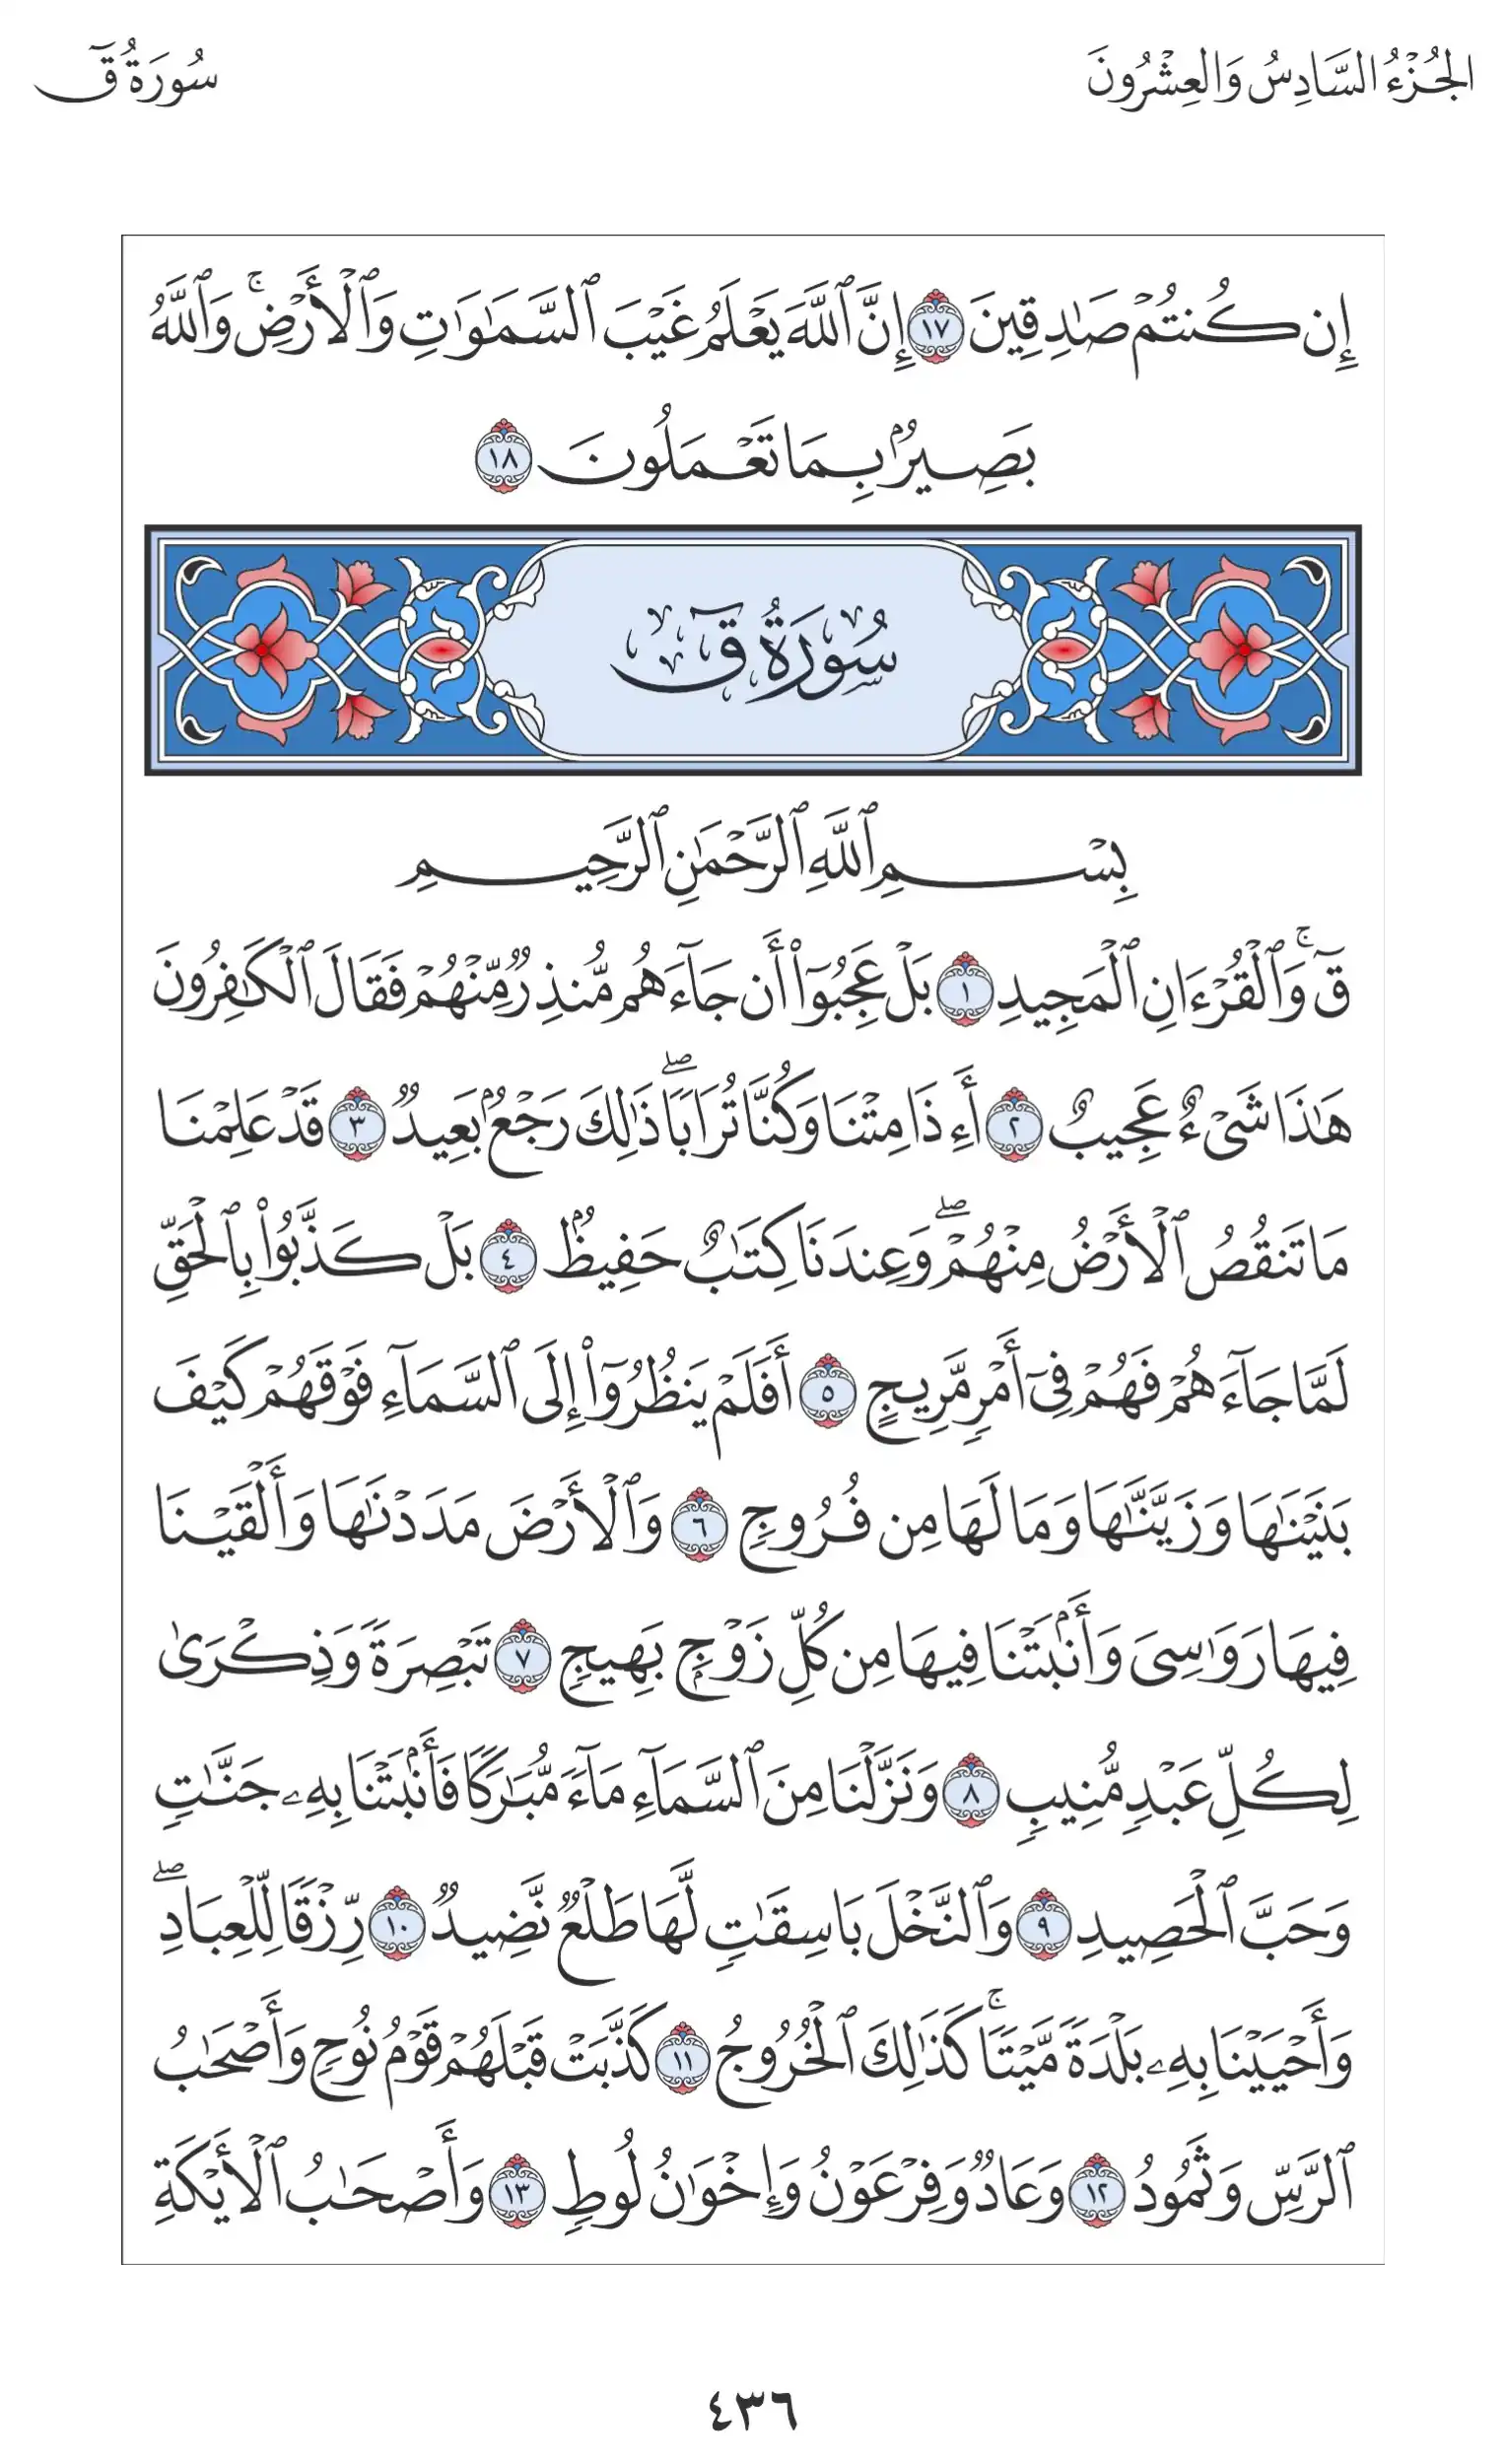 الجُزْءُ السَّادِسُ وَالعِشْرُونَ
سُورَةُ قٓ
إِن كُنتُمْ صَٰدِقِينَ ١٧ إِنَّ ٱللَّهَ يَعْلَمُ غَيْبَ ٱلسَّمَٰوَٰتِ وَٱلْأَرْضِۚ وَٱللَّهُ
بَصِيرُۢ بِمَا تَعْمَلُونَ ١٨
سُورَةُ قٓ
بِسْمِ ٱللَّهِ ٱلرَّحْمَٰنِ ٱلرَّحِيمِ
قٓۚ وَٱلْقُرْءَانِ ٱلْمَجِيدِ ١ بَلْ عَجِبُوٓا۟ أَن جَآءَهُم مُّنذِرٌ مِّنْهُمْ فَقَالَ ٱلْكَٰفِرُونَ
هَٰذَا شَىْءٌ عَجِيبٌ ٢ أَءِذَا مِتْنَا وَكُنَّا تُرَابًاۖ ذَٰلِكَ رَجْعُۢ بَعِيدٌ ٣ قَدْ عَلِمْنَا
مَا تَنقُصُ ٱلْأَرْضُ مِنْهُمْۖ وَعِندَنَا كِتَٰبٌ حَفِيظُۢ ٤ بَلْ كَذَّبُوا۟ بِٱلْحَقِّ
لَمَّا جَآءَهُمْ فَهُمْ فِىٓ أَمْرٍ مَّرِيجٍ ٥ أَفَلَمْ يَنظُرُوٓا۟ إِلَى ٱلسَّمَآءِ فَوْقَهُمْ كَيْفَ
بَنَيْنَٰهَا وَزَيَّنَّٰهَا وَمَا لَهَا مِن فُرُوجٍ ٦ وَٱلْأَرْضَ مَدَدْنَٰهَا وَأَلْقَيْنَا
فِيهَا رَوَٰسِىَ وَأَنۢبَتْنَا فِيهَا مِن كُلِّ زَوْجِۭ بَهِيجٍ ٧ تَبْصِرَةً وَذِكْرَىٰ
لِكُلِّ عَبْدٍ مُّنِيبٍ ٨ وَنَزَّلْنَا مِنَ ٱلسَّمَآءِ مَآءً مُّبَٰرَكًا فَأَنۢبَتْنَا بِهِۦ جَنَّٰتٍ
وَحَبَّ ٱلْحَصِيدِ ٩ وَٱلنَّخْلَ بَاسِقَٰتٍ لَّهَا طَلْعٌ نَّضِيدٌ ١٠ رِّزْقًا لِّلْعِبَادِۖ
وَأَحْيَيْنَا بِهِۦ بَلْدَةً مَّيْتًاۚ كَذَٰلِكَ ٱلْخُرُوجُ ١١ كَذَّبَتْ قَبْلَهُمْ قَوْمُ نُوحٍ وَأَصْحَٰبُ
ٱلرَّسِّ وَثَمُودُ ١٢ وَعَادٌ وَفِرْعَوْنُ وَإِخْوَٰنُ لُوطٍ ١٣ وَأَصْحَٰبُ ٱلْأَيْكَةِ
٤٣٦